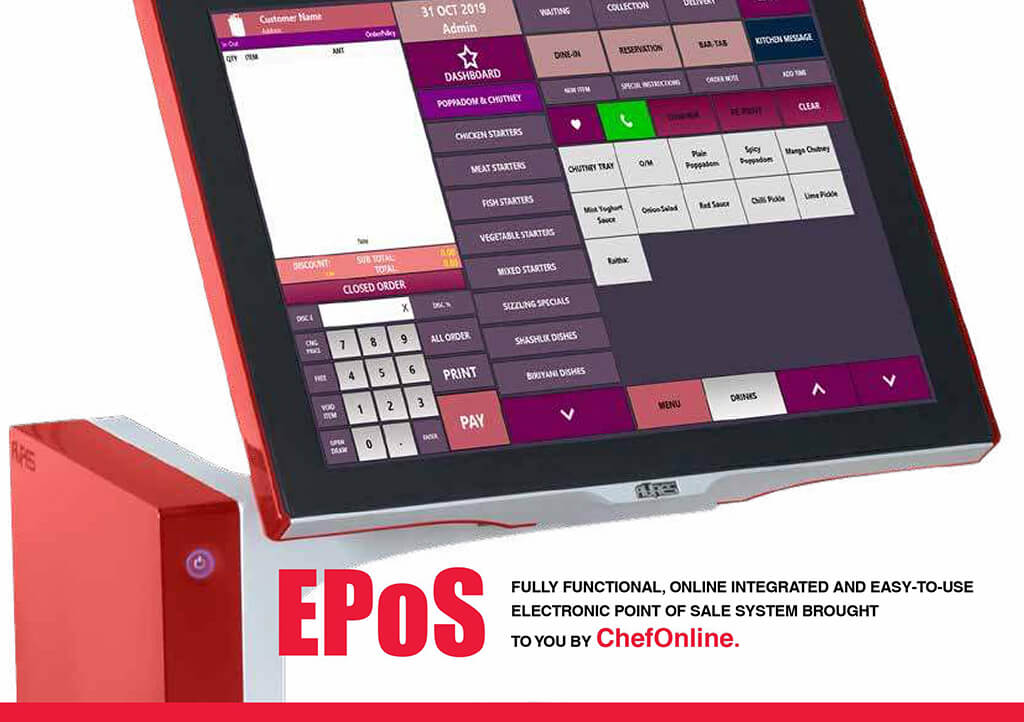 Customer Name
Address
In Out
OrderPolicy
QTY ITEM AMT
DISCOUNT:
SUB TOTAL: 0.00
TOTAL: 0.00
CLOSED ORDER
DISC £
X
DISC %
CNG PRICE
7 8 9
ALL ORDER
FREE
4 5 6
PRINT
VOID ITEM
1 2 3
PAY
OPEN DRAW
0 .
ENTER
31 OCT 2019
Admin
DASHBOARD
POPPADOM & CHUTNEY
CHICKEN STARTERS
MEAT STARTERS
FISH STARTERS
VEGETABLE STARTERS
MIXED STARTERS
SIZZLING SPECIALS
SHASHLIK DISHES
BIRIYANI DISHES
WAITING
COLLECTION
DELIVERY
DINE-IN
RESERVATION
BAR-TAB
KITCHEN MESSAGE
NEW ITEM
SPECIAL INSTRUCTIONS
ORDER NOTE
ADD TIME
RE PRINT
CLEAR
CHUTNEY TRAY
O/M
Plain
Poppadom
Spicy
Poppadom
Mango Chutney
Mint Yoghurt
Sauce
Onion Salad
Red Sauce
Chilli Pickle
Lime Pickle
Raitha:
MENU
DRINKS
AURES
AURES
EPoS
FULLY FUNCTIONAL, ONLINE INTEGRATED AND EASY-TO-USE
ELECTRONIC POINT OF SALE SYSTEM BROUGHT
TO YOU BY ChefOnline.